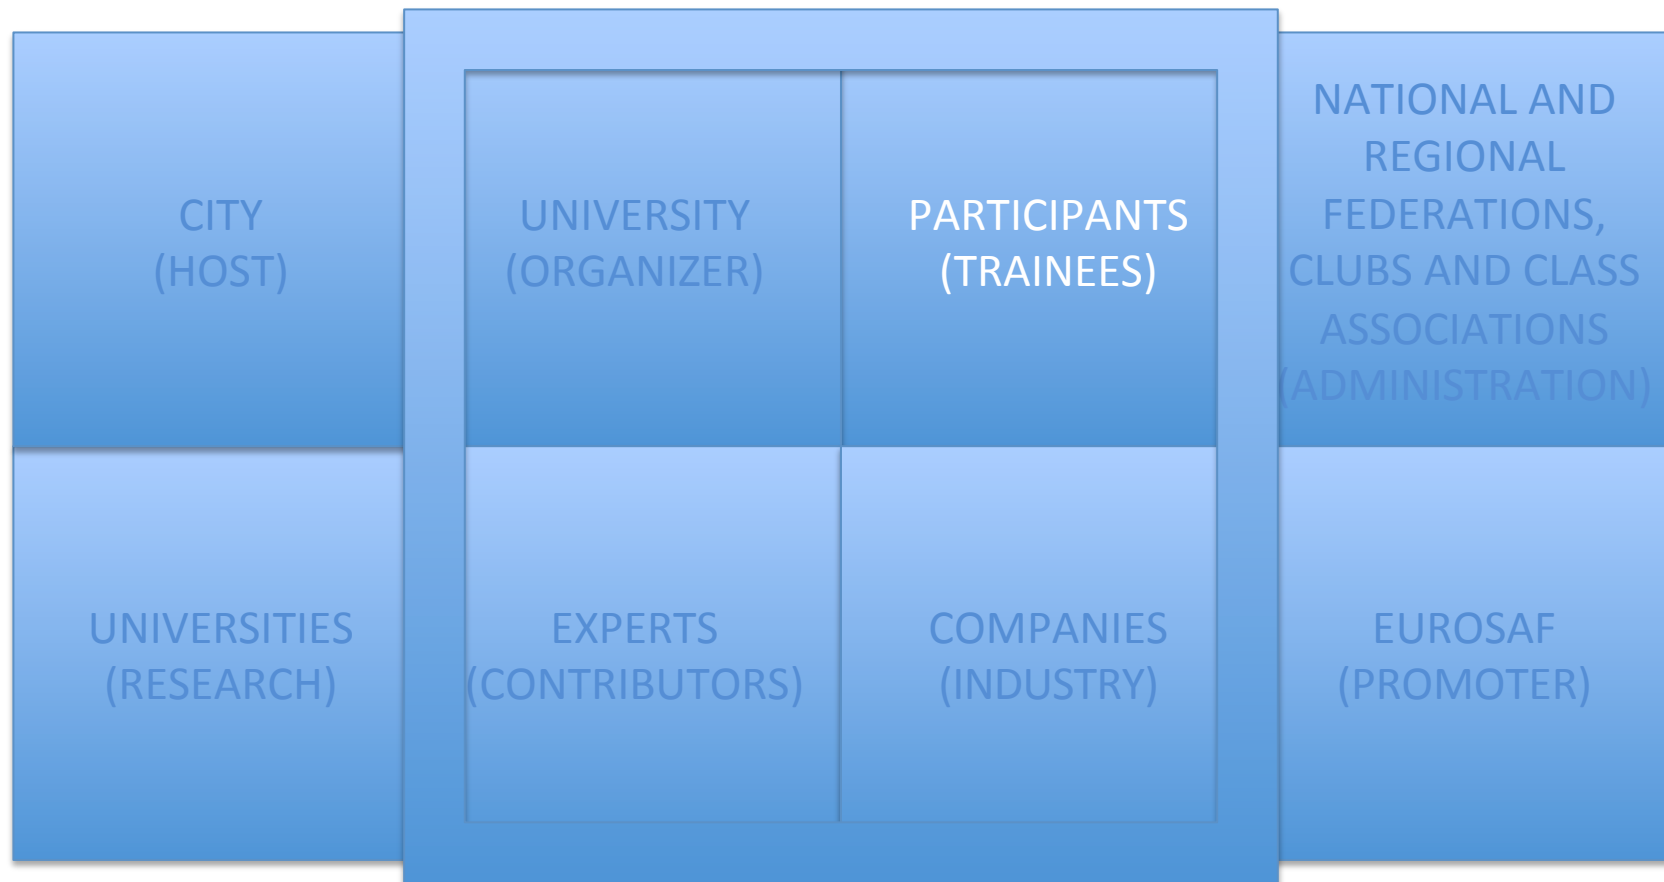 CITY
(HOST)
UNIVERSITY
(ORGANIZER)
PARTICIPANTS
(TRAINEES)
NATIONAL AND
REGIONAL
FEDERATIONS,
CLUBS AND CLASS
ASSOCIATIONS
(ADMINISTRATION)
UNIVERSITIES
(RESEARCH)
EXPERTS
(CONTRIBUTORS)
COMPANIES
(INDUSTRY)
EUROSAF
(PROMOTER)